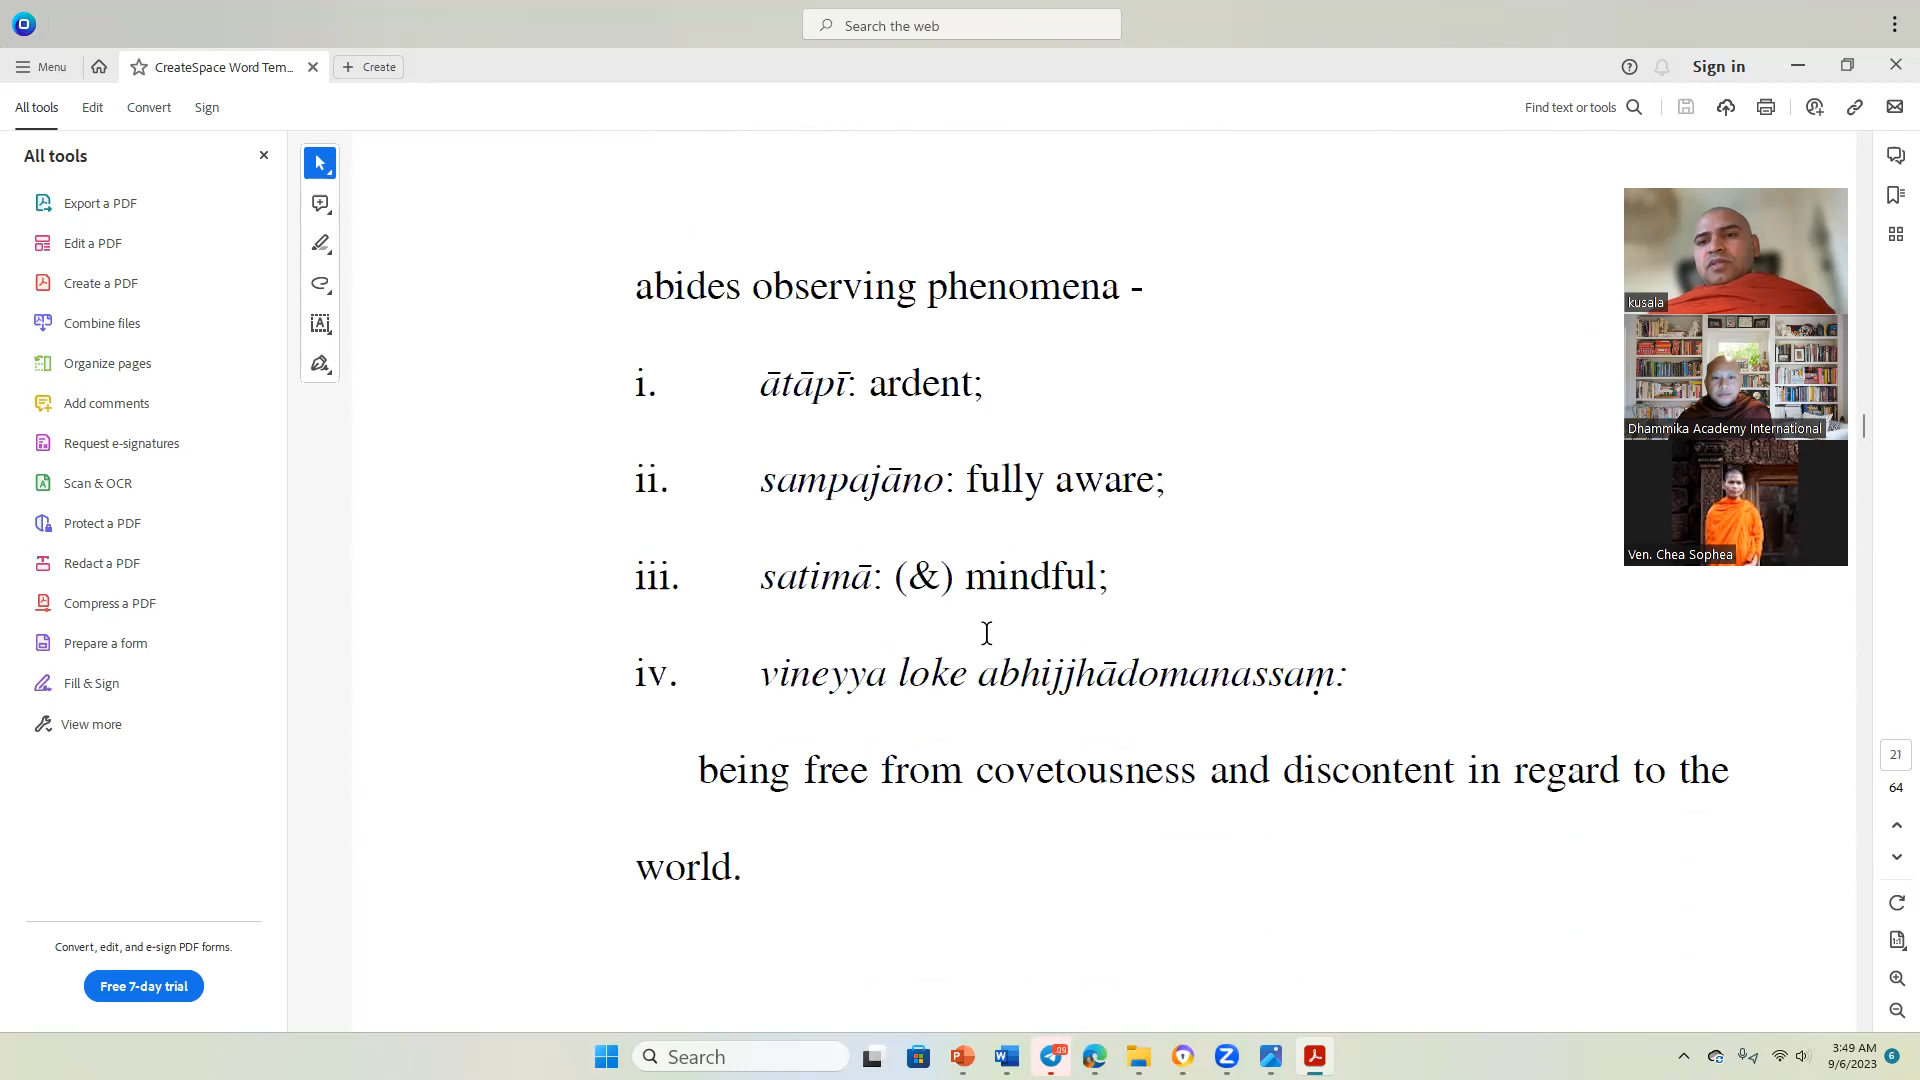 Search the web
Menu
CreateSpace Word Tem...
Create
Sign in
All tools
Edit
Convert
Sign
Find text or tools
All tools
Export a PDF
Edit a PDF
Create a PDF
Combine files
Organize pages
Add comments
Request e-signatures
Scan & OCR
Protect a PDF
Redact a PDF
Compress a PDF
Prepare a form
Fill & Sign
View more
Convert, edit, and e-sign PDF forms.
Free 7-day trial
abides observing phenomena -
i. ātāpī: ardent;
ii. sampajāno: fully aware;
iii. satimā: (&) mindful;
iv. vineyya loke abhijjhādomanassaṃ:
being free from covetousness and discontent in regard to the
world.
kusala
Dhammika Academy International
Ven. Chea Sophea
21
64
Search
3:49 AM
9/6/2023
6